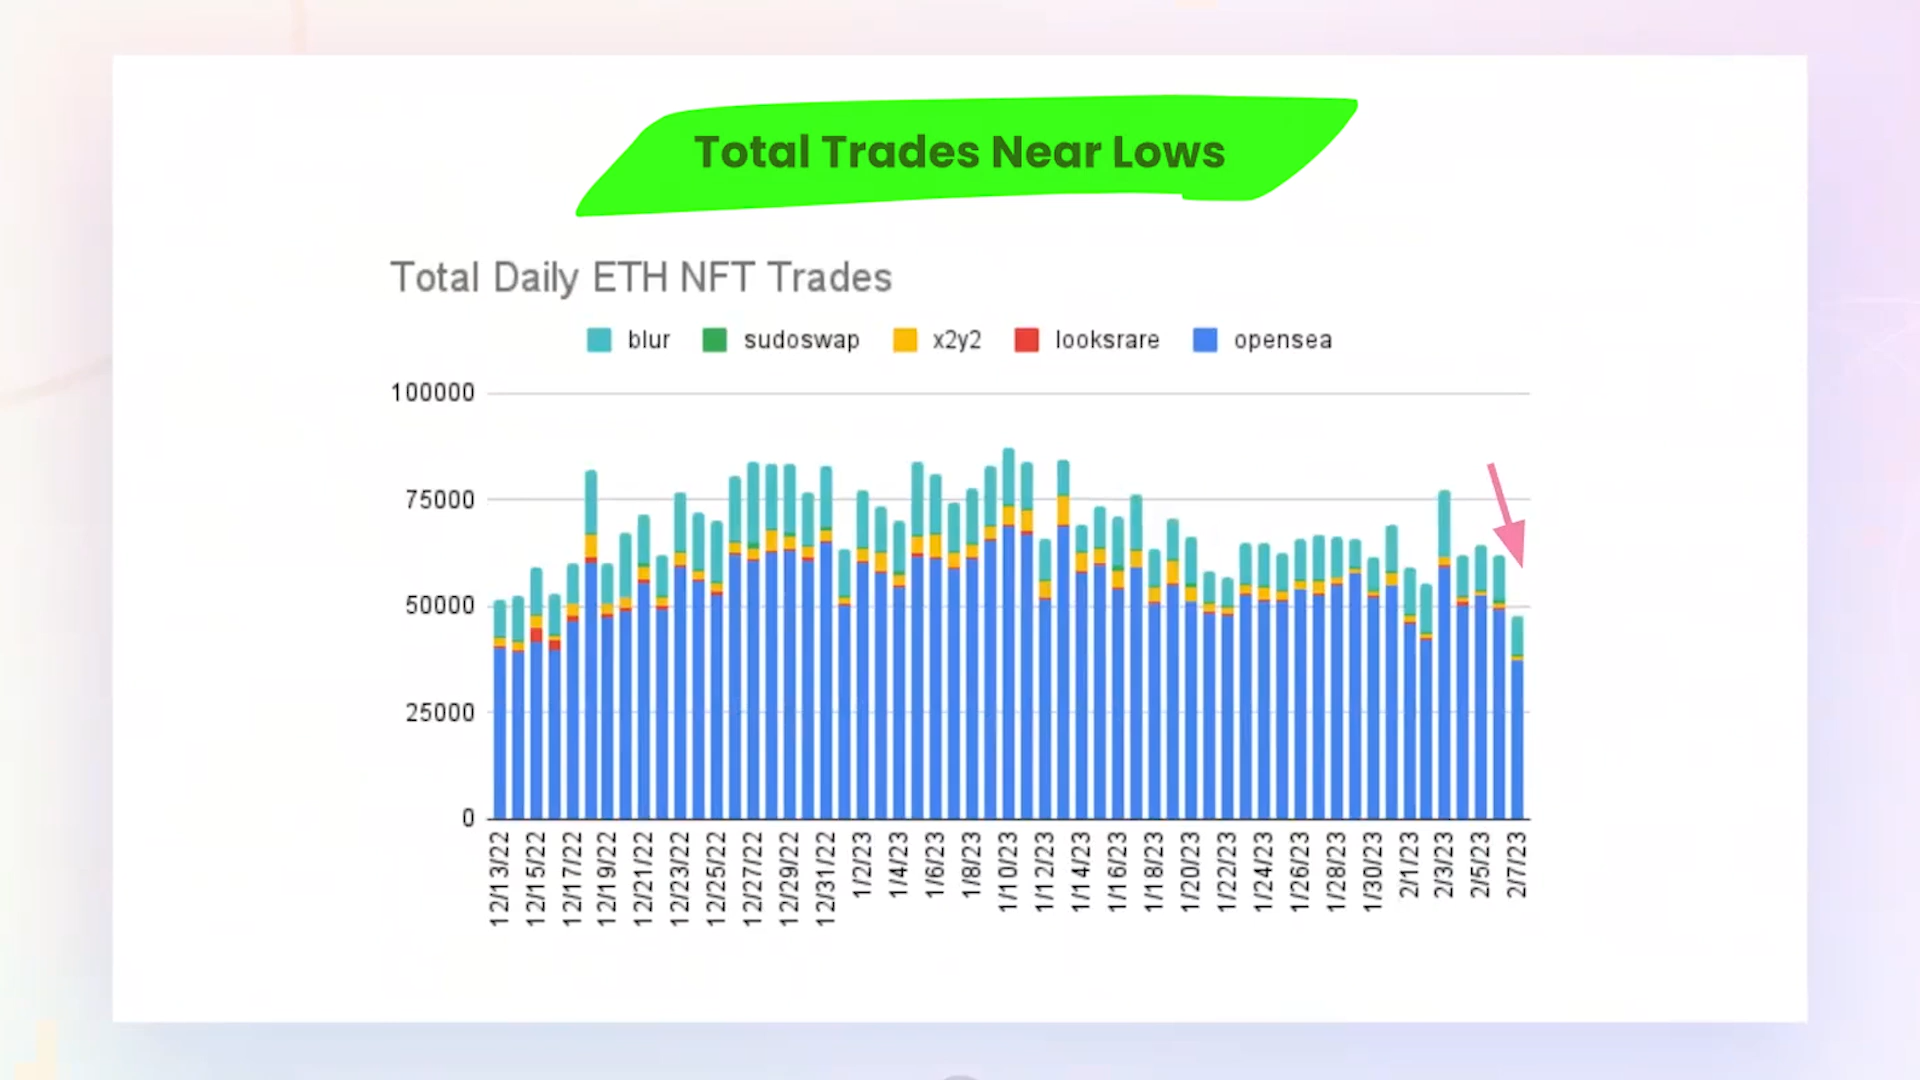 Total Trades Near Lows
Total Daily ETH NFT Trades
blur sudoswap x2y2 looksrare opensea
100000
75000
50000
25000
0
12/13/22 12/15/22 12/17/22 12/19/22 12/21/22 12/23/22 12/25/22 12/27/22 12/29/22 12/31/22 1/2/23 1/4/23 1/6/23 1/8/23 1/10/23 1/12/23 1/14/23 1/16/23 1/18/23 1/20/23 1/22/23 1/24/23 1/26/23 1/28/23 1/30/23 2/1/23 2/3/23 2/5/23 2/7/23